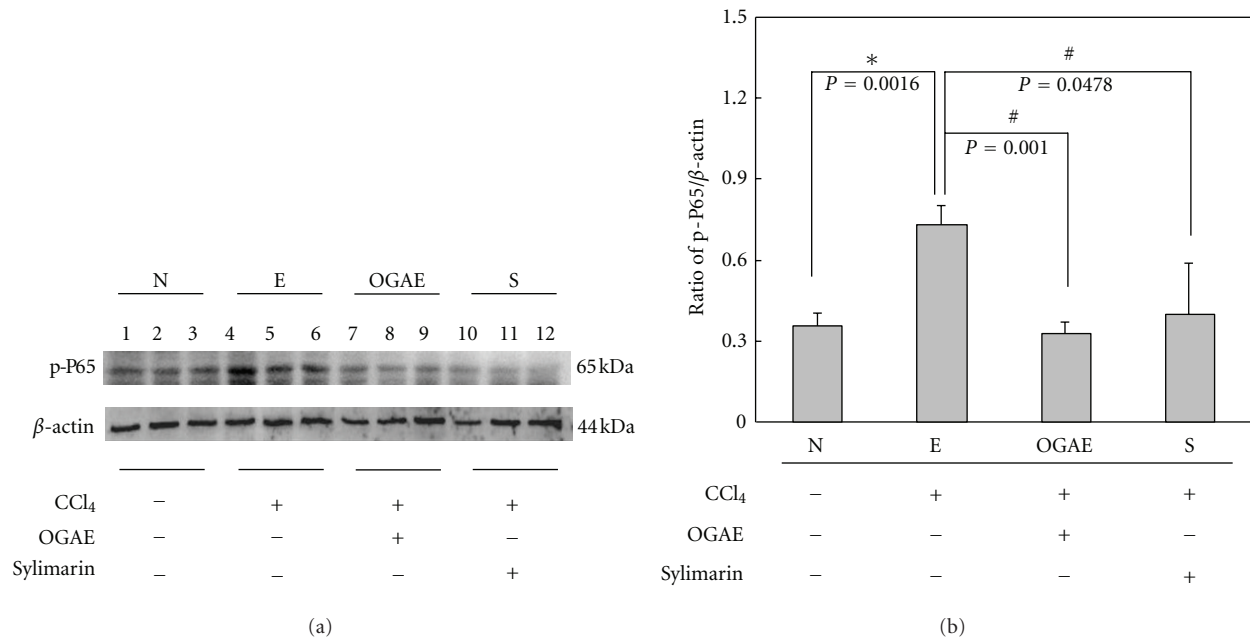 N E OGAE S
1 2 3 4 5 6 7 8 9 10 11 12
p-P65 65 kDa
β-actin 44 kDa
CCl₄ − + + +
OGAE − − + −
Sylimarin − − − +
(a)
Ratio of p-P65/β-actin
1.5
1.2
0.9
0.6
0.3
0
*
P = 0.0016
#
P = 0.0478
#
P = 0.001
N E OGAE S
CCl₄ − + + +
OGAE − − + −
Sylimarin − − − +
(b)